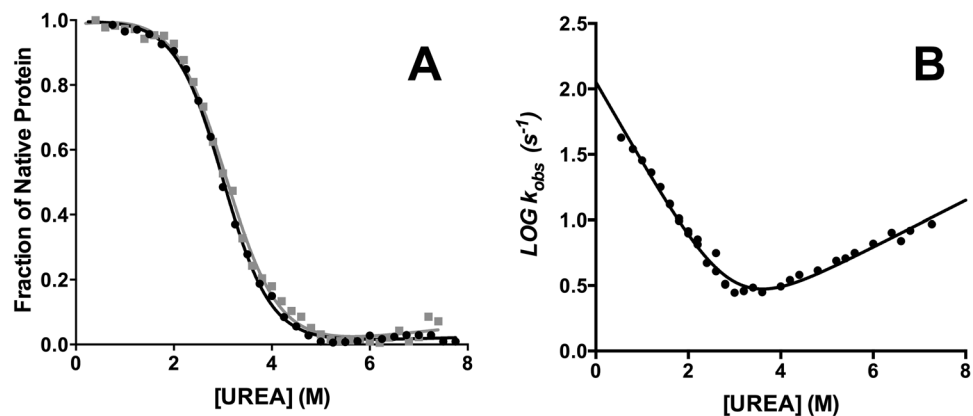 A
Fraction of Native Protein
1.0
0.8
0.6
0.4
0.2
0.0
0 2 4 6 8
[UREA] (M)
B
LOG k_obs (s⁻¹)
2.5
2.0
1.5
1.0
0.5
0.0
0 2 4 6 8
[UREA] (M)